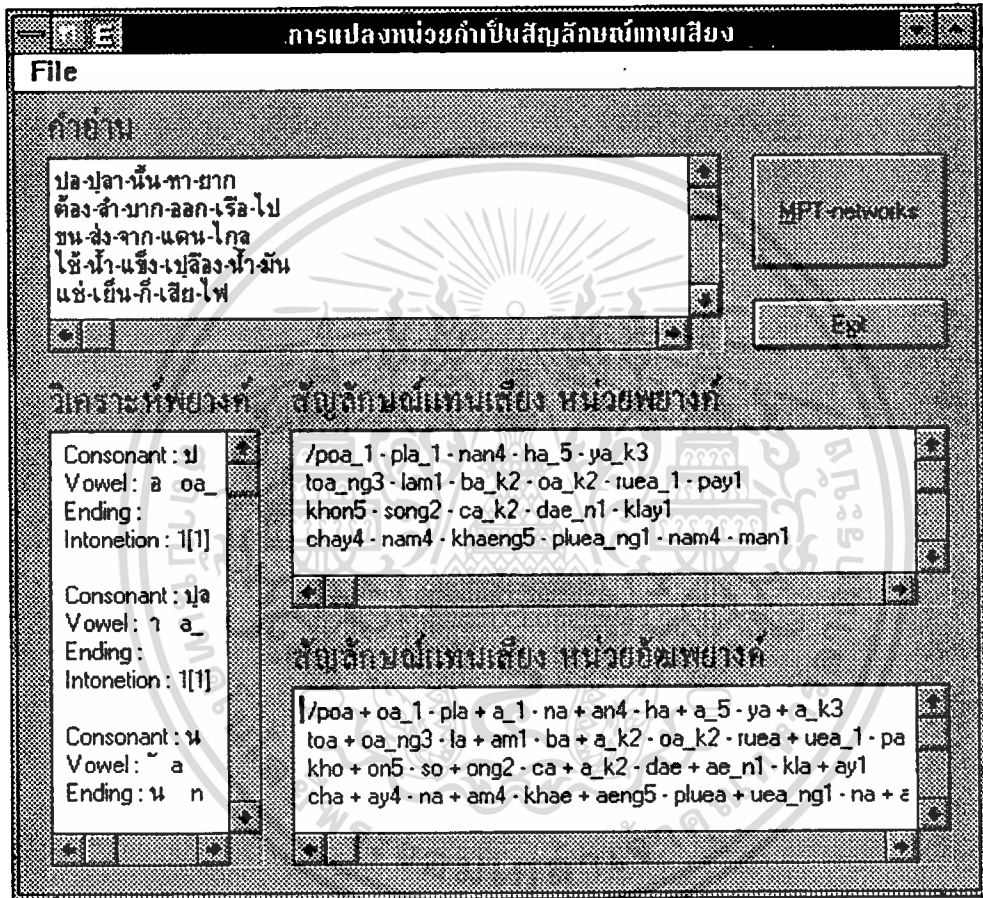 การแปลงหน่วยคำเป็นสัญลักษณ์แทนเสียง
File
คำอ่าน
ปอ-ปลา-นั้น-หา-ยาก
ต้อง-ลำ-บาก-ออก-เรือ-ไป
ขน-ส่ง-จาก-แดน-ไกล
ใช้-น้ำ-แข็ง-เปลือง-น้ำ-มัน
แช่-เย็น-ก็-เสีย-ไฟ
MPT-networks
Exit
วิเคราะห์พยางค์
Consonant : ป
Vowel : อ oa_
Ending :
Intonetion : 1[1]
Consonant : ปล
Vowel : า a_
Ending :
Intonetion : 1[1]
Consonant : น
Vowel : ั a
Ending : น n
สัญลักษณ์แทนเสียง หน่วยพยางค์
/poa_1 - pla_1 - nan4 - ha_5 - ya_k3
toa_ng3 - lam1 - ba_k2 - oa_k2 - ruea_1 - pay1
khon5 - song2 - ca_k2 - dae_n1 - klay1
chay4 - nam4 - khaeng5 - pluea_ng1 - nam4 - man1
สัญลักษณ์แทนเสียง หน่วยอัฒพยางค์
/poa + oa_1 - pla + a_1 - na + an4 - ha + a_5 - ya + a_k3
toa + oa_ng3 - la + am1 - ba + a_k2 - oa_k2 - ruea + uea_1 - pa
kho + on5 - so + ong2 - ca + a_k2 - dae + ae_n1 - kla + ay1
cha + ay4 - na + am4 - khae + aeng5 - pluea + uea_ng1 - na + a